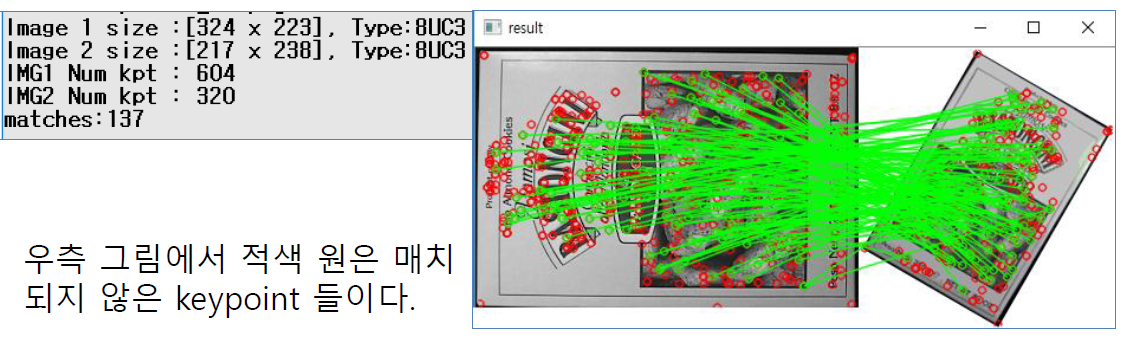 Image 1 size :[324 x 223], Type:8UC3
Image 2 size :[217 x 238], Type:8UC3
IMG1 Num kpt : 604
IMG2 Num kpt : 320
matches:137
result
Almond Cookies
우측 그림에서 적색 원은 매치
되지 않은 keypoint 들이다.